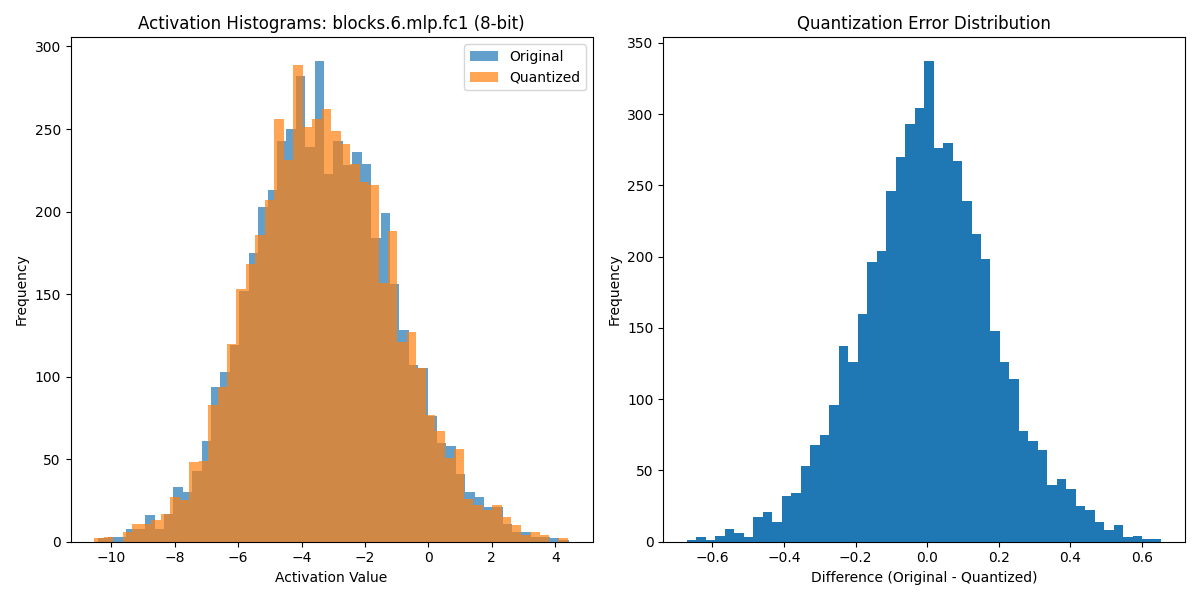 Activation Histograms: blocks.6.mlp.fc1 (8-bit)
Original
Quantized
300
250
200
150
100
50
0
Frequency
−10 −8 −6 −4 −2 0 2 4
Activation Value
Quantization Error Distribution
350
300
250
200
150
100
50
0
Frequency
−0.6 −0.4 −0.2 0.0 0.2 0.4 0.6
Difference (Original - Quantized)